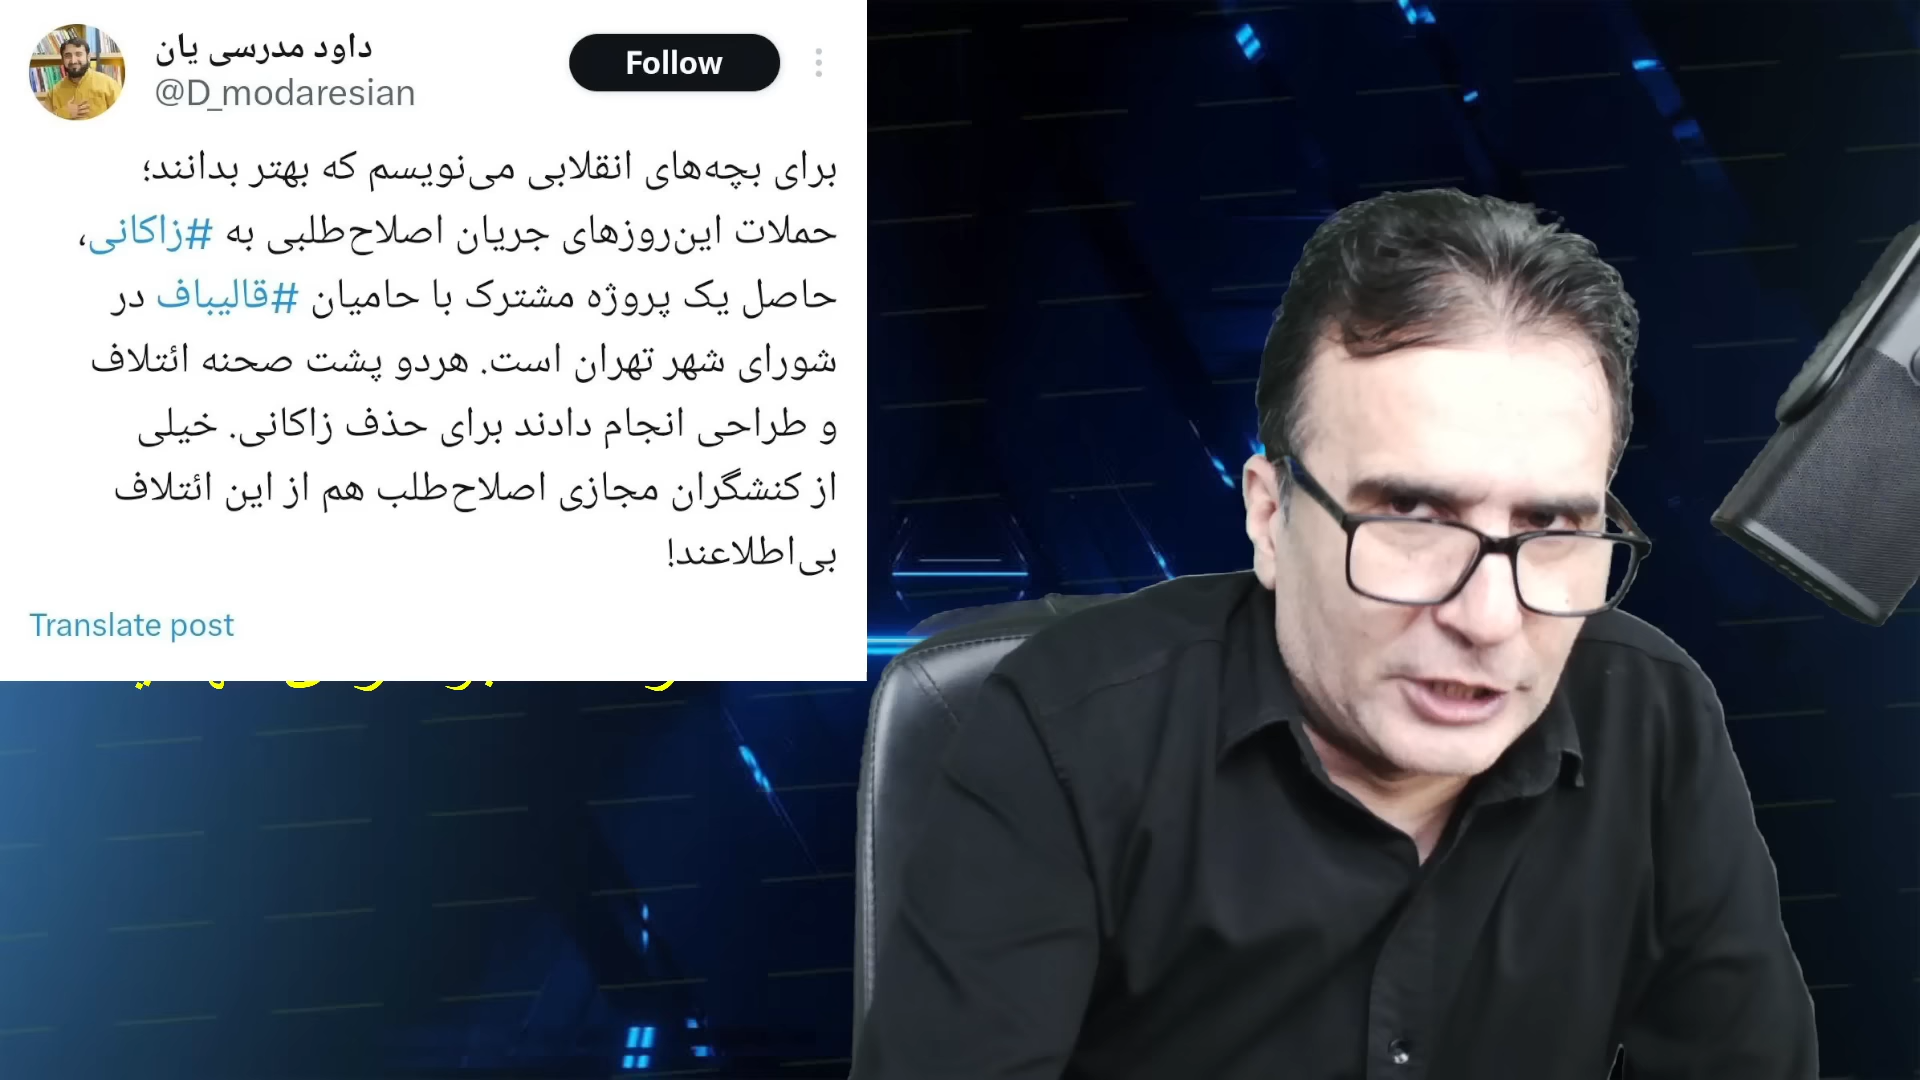 داود مدرسی یان
Follow
@D_modaresian
برای بچه‌های انقلابی می‌نویسم که بهتر بدانند؛
حملات این‌روزهای جریان اصلاح‌طلبی به #زاکانی،
حاصل یک پروژه مشترک با حامیان #قالیباف در
شورای شهر تهران است. هردو پشت صحنه ائتلاف
و طراحی انجام دادند برای حذف زاکانی. خیلی
از کنشگران مجازی اصلاح‌طلب هم از این ائتلاف
بی‌اطلاعند!
Translate post